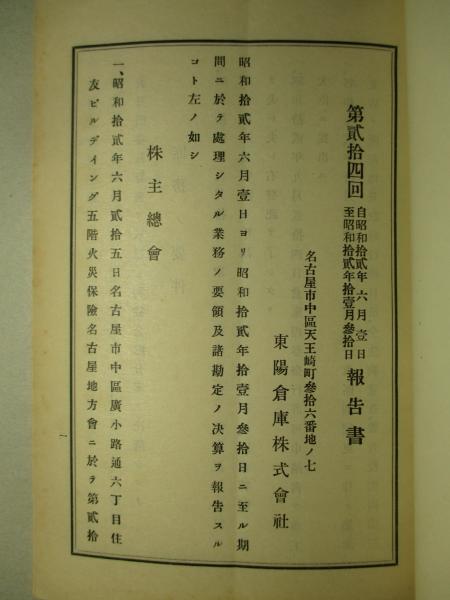 第貳拾四回
自昭和拾貳年六月壹日
至昭和拾貳年拾壹月參拾日
報告書
名古屋市中區天王崎町參拾六番地ノ七
東陽倉庫株式會社
昭和拾貳年六月壹日ヨリ昭和拾貳年拾壹月參拾日ニ至ル期
間ニ於テ處理シタル業務ノ要領及諸勘定ノ決算ヲ報告スル
コト左ノ如シ
株主總會
一、昭和拾貳年六月貳拾五日名古屋市中區廣小路通六丁目住
友ビルデイング五階火災保險名古屋地方會ニ於テ第貳拾
一